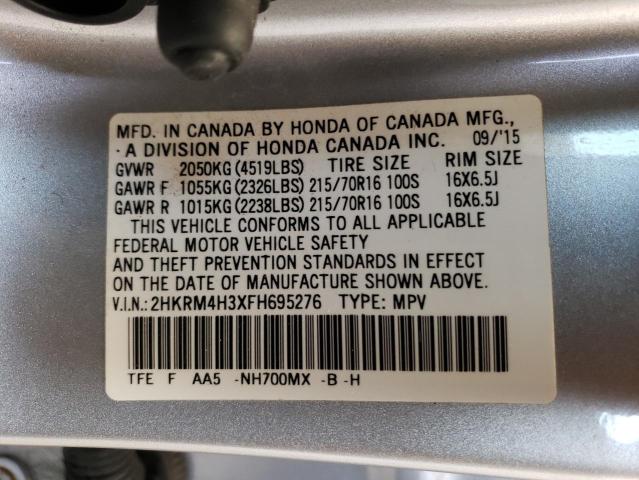 MFD. IN CANADA BY HONDA OF CANADA MFG.,
· A DIVISION OF HONDA CANADA INC. 09/'15
GVWR 2050KG (4519LBS) TIRE SIZE RIM SIZE
GAWR F 1055KG (2326LBS) 215/70R16 100S 16X6.5J
GAWR R 1015KG (2238LBS) 215/70R16 100S 16X6.5J
THIS VEHICLE CONFORMS TO ALL APPLICABLE
FEDERAL MOTOR VEHICLE SAFETY
AND THEFT PREVENTION STANDARDS IN EFFECT
ON THE DATE OF MANUFACTURE SHOWN ABOVE.
V.I.N.: 2HKRM4H3XFH695276 TYPE: MPV
TFE F AA5 -NH700MX -B -H